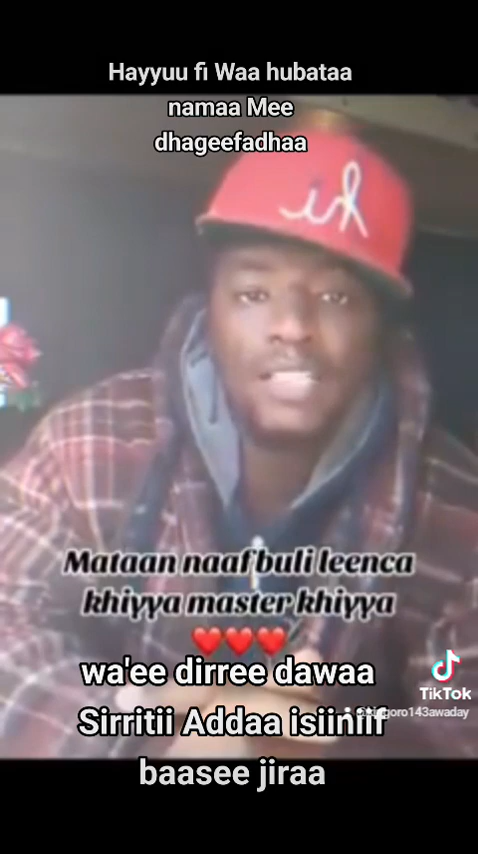 Hayyuu fi Waa hubataa
namaa Mee
dhageefadhaa
Mataan naaf buli leenca
khiyya master khiyya
❤️❤️❤️
wa'ee dirree dawaa
Sirritii Addaa isiiniif
baasee jiraa
TikTok